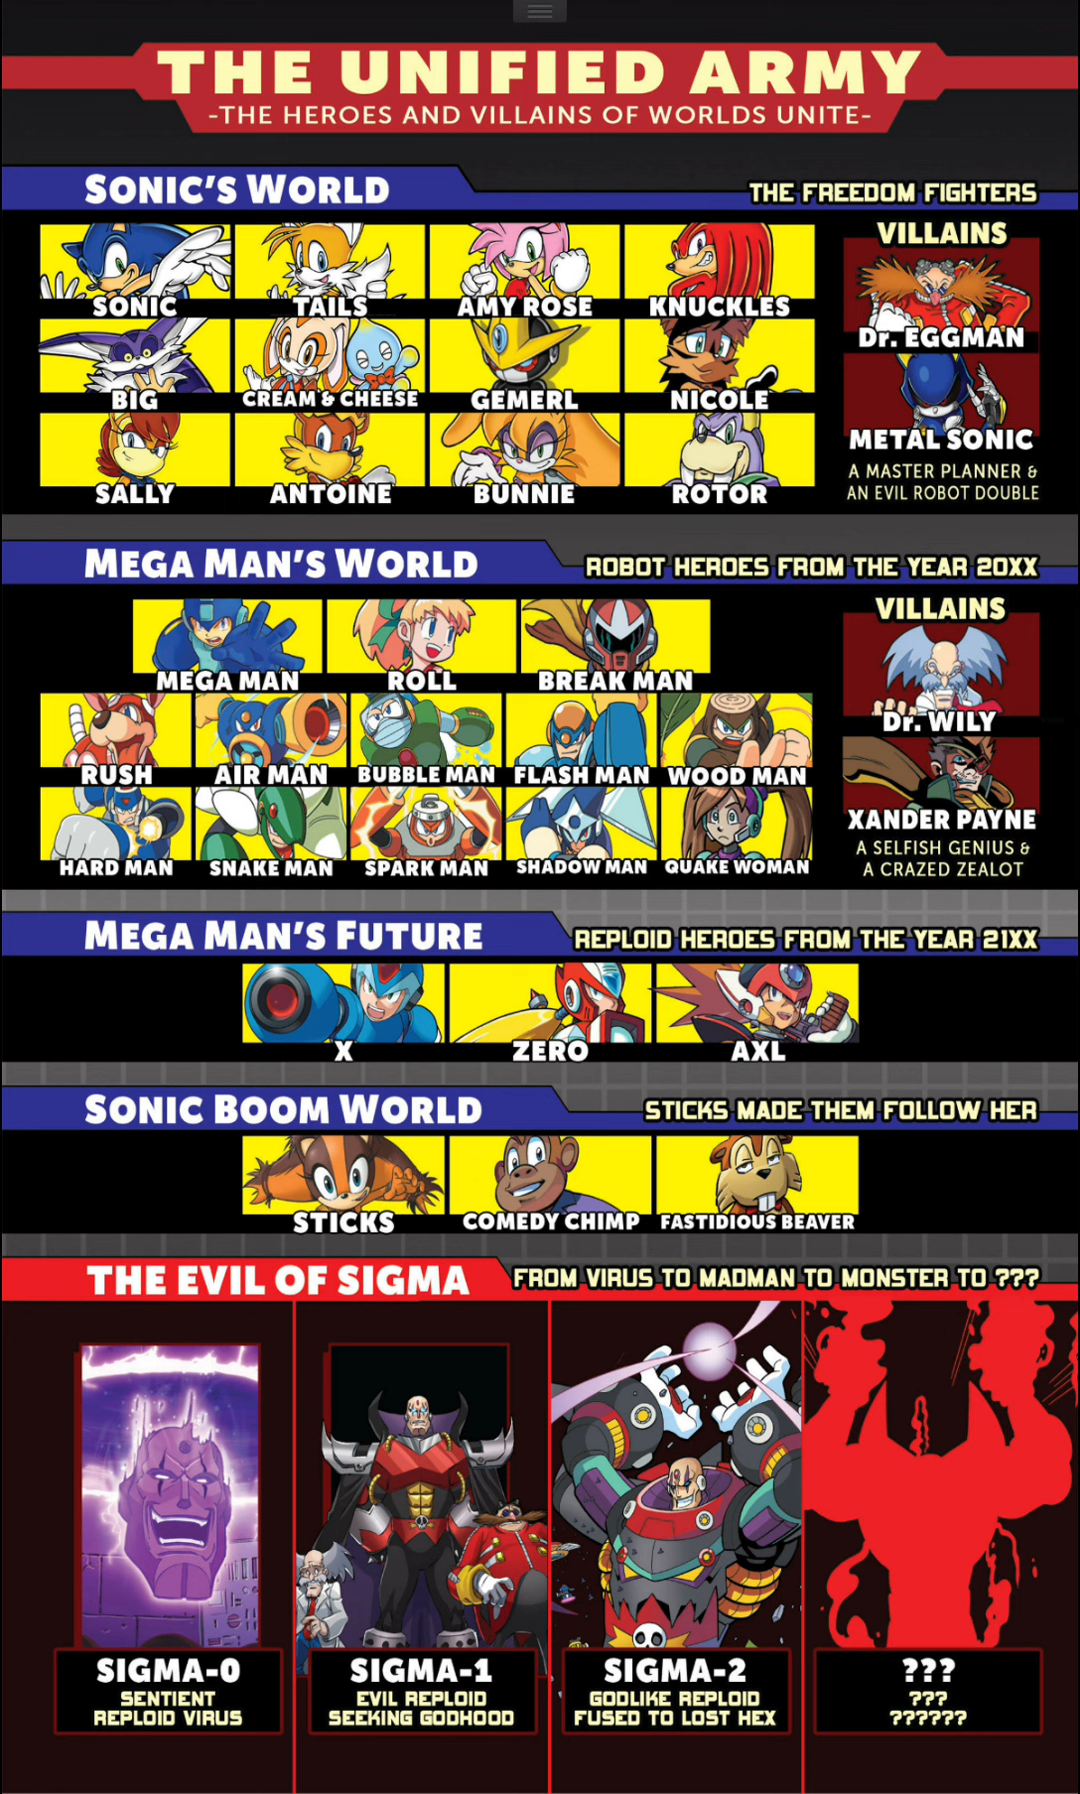 THE UNIFIED ARMY
-THE HEROES AND VILLAINS OF WORLDS UNITE-
SONIC'S WORLD
THE FREEDOM FIGHTERS
SONIC
TAILS
AMY ROSE
KNUCKLES
BIG
CREAM & CHEESE
GEMERL
NICOLE
SALLY
ANTOINE
BUNNIE
ROTOR
VILLAINS
Dr. EGGMAN
METAL SONIC
A MASTER PLANNER &
AN EVIL ROBOT DOUBLE
MEGA MAN'S WORLD
ROBOT HEROES FROM THE YEAR 20XX
MEGA MAN
ROLL
BREAK MAN
RUSH
AIR MAN
BUBBLE MAN
FLASH MAN
WOOD MAN
HARD MAN
SNAKE MAN
SPARK MAN
SHADOW MAN
QUAKE WOMAN
VILLAINS
Dr. WILY
XANDER PAYNE
A SELFISH GENIUS &
A CRAZED ZEALOT
MEGA MAN'S FUTURE
REPLOID HEROES FROM THE YEAR 21XX
X
ZERO
AXL
SONIC BOOM WORLD
STICKS MADE THEM FOLLOW HER
STICKS
COMEDY CHIMP
FASTIDIOUS BEAVER
THE EVIL OF SIGMA
FROM VIRUS TO MADMAN TO MONSTER TO ???
SIGMA-0
SENTIENT
REPLOID VIRUS
SIGMA-1
EVIL REPLOID
SEEKING GODHOOD
SIGMA-2
GODLIKE REPLOID
FUSED TO LOST HEX
???
???
??????